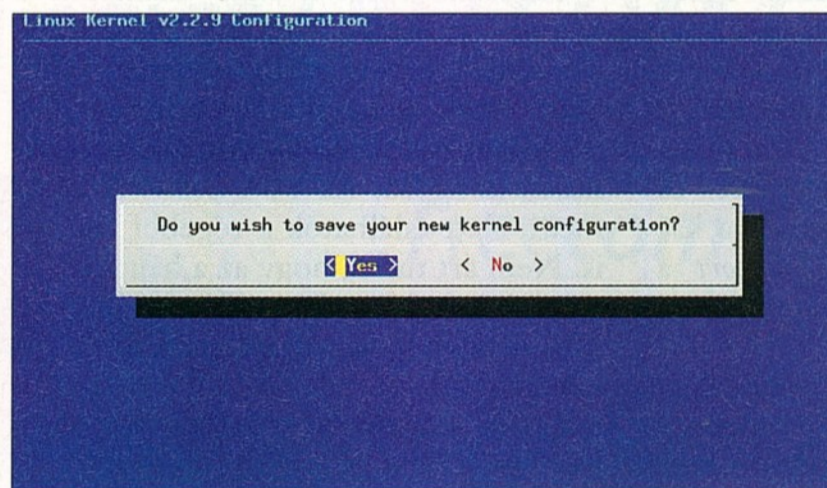 Linux Kernel v2.2.9 Configuration
Do you wish to save your new kernel configuration?
< Yes >
< No >